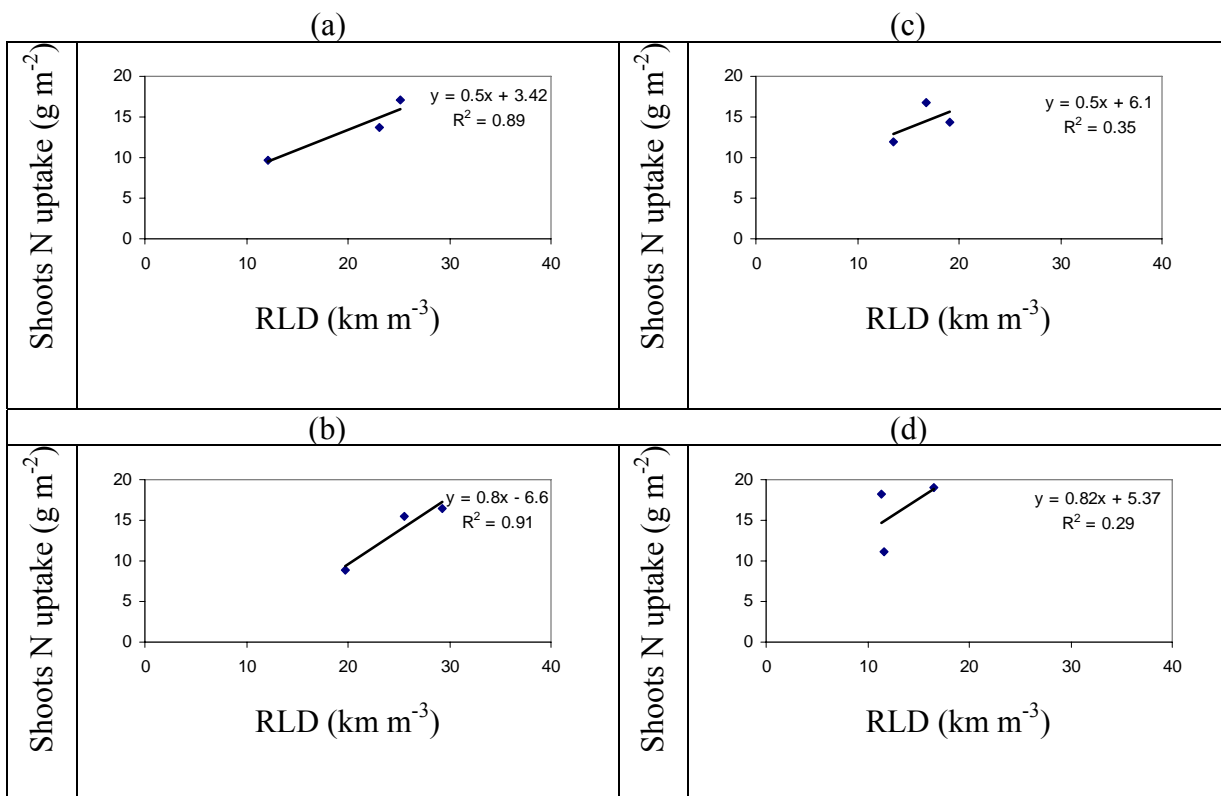 (a)
Shoots N uptake (g m⁻²)
20
15
10
5
0
y = 0.5x + 3.42
R² = 0.89
0 10 20 30 40
RLD (km m⁻³)
(c)
Shoots N uptake (g m⁻²)
20
15
10
5
0
y = 0.5x + 6.1
R² = 0.35
0 10 20 30 40
RLD (km m⁻³)
(b)
Shoots N uptake (g m⁻²)
20
15
10
5
0
y = 0.8x - 6.6
R² = 0.91
0 10 20 30 40
RLD (km m⁻³)
(d)
Shoots N uptake (g m⁻²)
20
15
10
5
0
y = 0.82x + 5.37
R² = 0.29
0 10 20 30 40
RLD (km m⁻³)